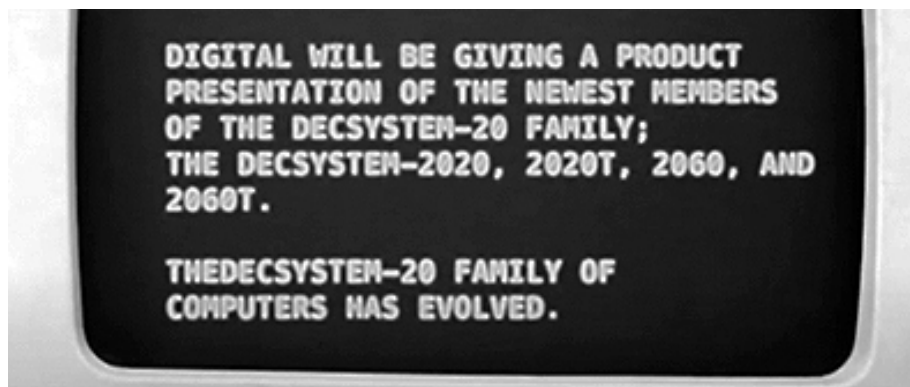 DIGITAL WILL BE GIVING A PRODUCT
PRESENTATION OF THE NEWEST MEMBERS
OF THE DECSYSTEM-20 FAMILY;
THE DECSYSTEM-2020, 2020T, 2060, AND
2060T.
THEDECSYSTEM-20 FAMILY OF
COMPUTERS HAS EVOLVED.